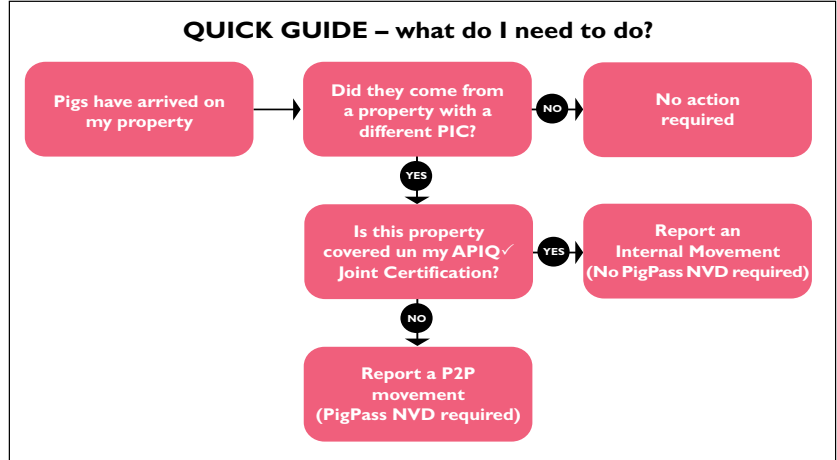 QUICK GUIDE – what do I need to do?
Pigs have arrived on
my property
Did they come from
a property with a
different PIC?
NO
No action
required
YES
Is this property
covered un my APIQ✓
Joint Certification?
YES
Report an
Internal Movement
(No PigPass NVD required)
NO
Report a P2P
movement
(PigPass NVD required)